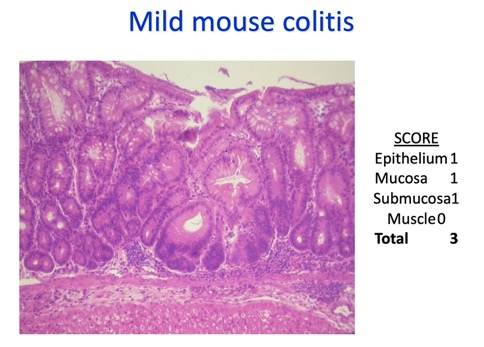 Mild mouse colitis
SCORE
Epithelium 1
Mucosa 1
Submucosa1
Muscle0
Total 3